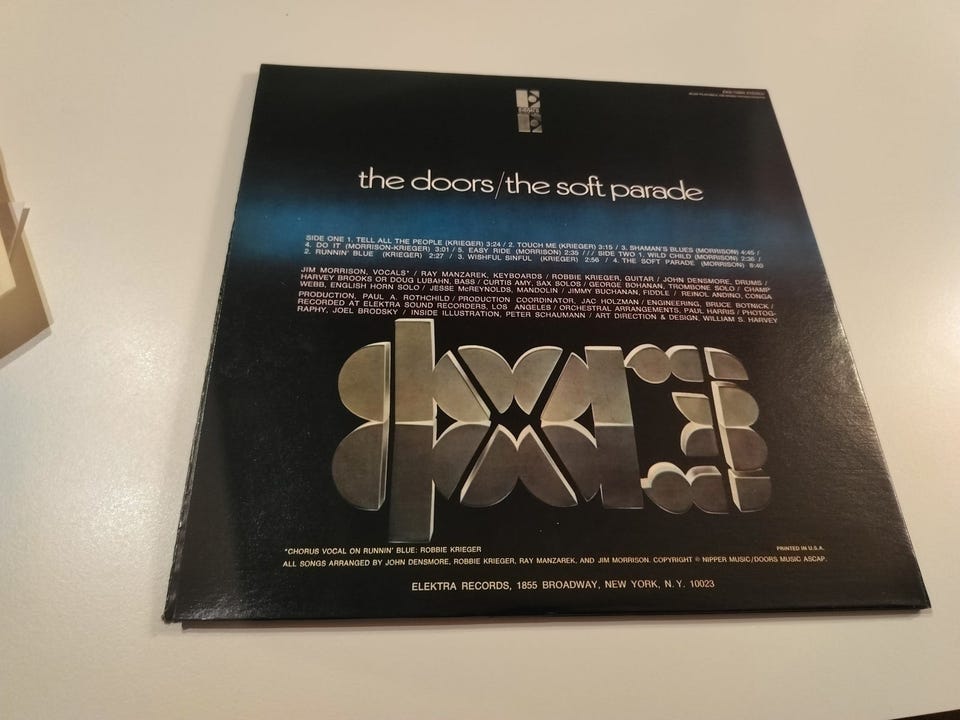 the doors/the soft parade
SIDE ONE 1. TELL ALL THE PEOPLE (KRIEGER) 3:24 / 2. TOUCH ME (KRIEGER) 3:15 / 3. SHAMAN'S BLUES (MORRISON) 4:45 /
4. DO IT (MORRISON-KRIEGER) 3:01 / 5. EASY RIDE (MORRISON) 2:35 / / / SIDE TWO 1. WILD CHILD (MORRISON) 2:36 /
2. RUNNIN' BLUE (KRIEGER) 2:27 / 3. WISHFUL SINFUL (KRIEGER) 2:56 / 4. THE SOFT PARADE (MORRISON) 8:40
JIM MORRISON, VOCALS* / RAY MANZAREK, KEYBOARDS / ROBBIE KRIEGER, GUITAR / JOHN DENSMORE, DRUMS /
HARVEY BROOKS OR DOUG LUBAHN, BASS / CURTIS AMY, SAX SOLOS / GEORGE BOHANAN, TROMBONE SOLO / CHAMP
WEBB, ENGLISH HORN SOLO / JESSE McREYNOLDS, MANDOLIN / JIMMY BUCHANAN, FIDDLE / REINOL ANDINO, CONGA
PRODUCTION, PAUL A. ROTHCHILD / PRODUCTION COORDINATOR, JAC HOLZMAN / ENGINEERING, BRUCE BOTNICK /
RECORDED AT ELEKTRA SOUND RECORDERS, LOS ANGELES / ORCHESTRAL ARRANGEMENTS, PAUL HARRIS / PHOTOG-
RAPHY, JOEL BRODSKY / INSIDE ILLUSTRATION, PETER SCHAUMANN / ART DIRECTION & DESIGN, WILLIAM S. HARVEY
DOORS
*CHORUS VOCAL ON RUNNIN' BLUE: ROBBIE KRIEGER
PRINTED IN U.S.A.
ALL SONGS ARRANGED BY JOHN DENSMORE, ROBBIE KRIEGER, RAY MANZAREK, AND JIM MORRISON. COPYRIGHT © NIPPER MUSIC/DOORS MUSIC ASCAP.
ELEKTRA RECORDS, 1855 BROADWAY, NEW YORK, N.Y. 10023